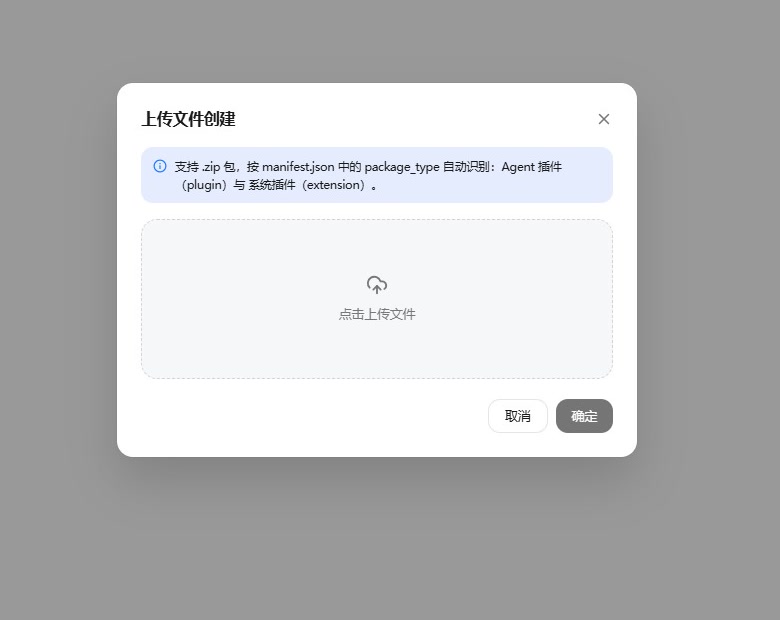 上传文件创建
支持 .zip 包，按 manifest.json 中的 package_type 自动识别：Agent 插件
（plugin）与 系统插件（extension）。
点击上传文件
取消
确定